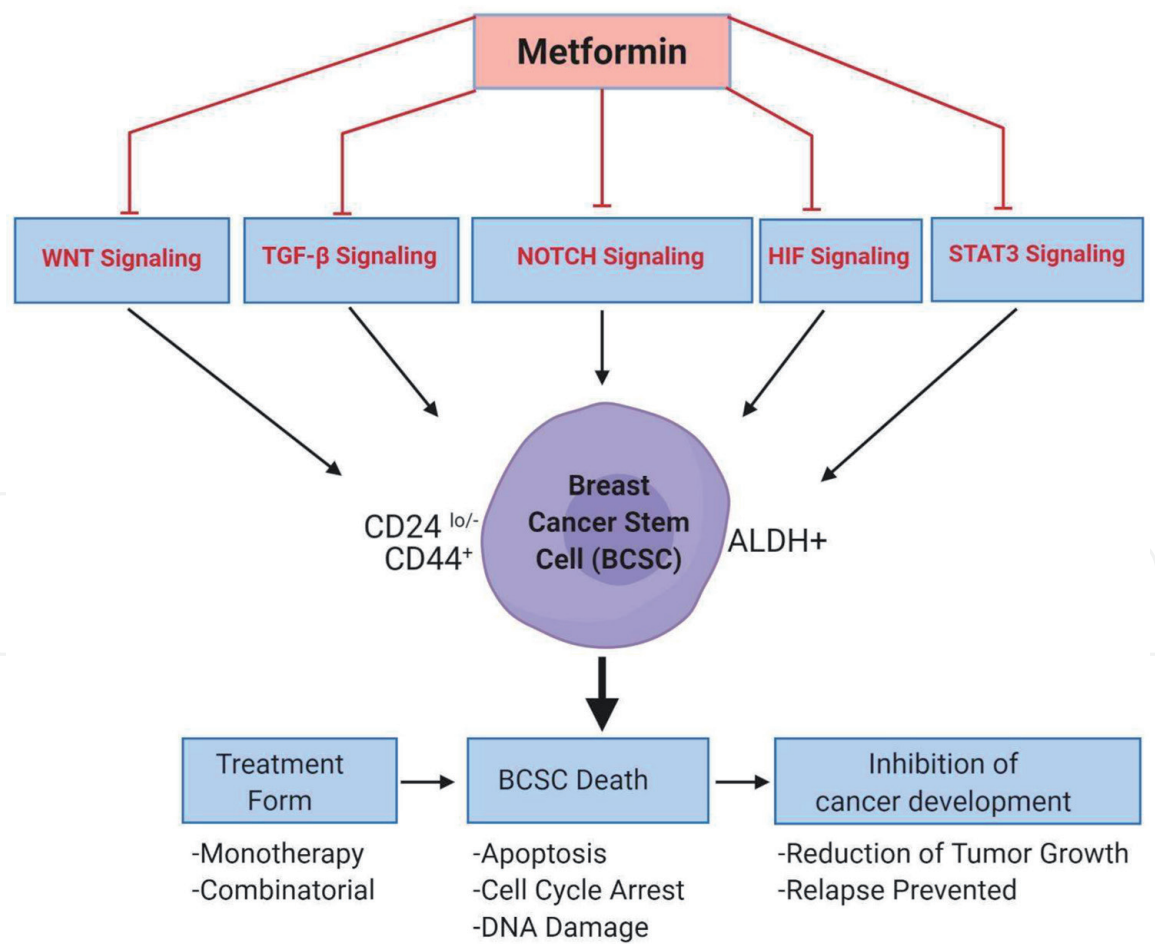 Metformin
WNT Signaling
TGF-β Signaling
NOTCH Signaling
HIF Signaling
STAT3 Signaling
CD24 lo/-
CD44+
Breast
Cancer Stem
Cell (BCSC)
ALDH+
Treatment
Form
-Monotherapy
-Combinatorial
BCSC Death
-Apoptosis
-Cell Cycle Arrest
-DNA Damage
Inhibition of
cancer development
-Reduction of Tumor Growth
-Relapse Prevented